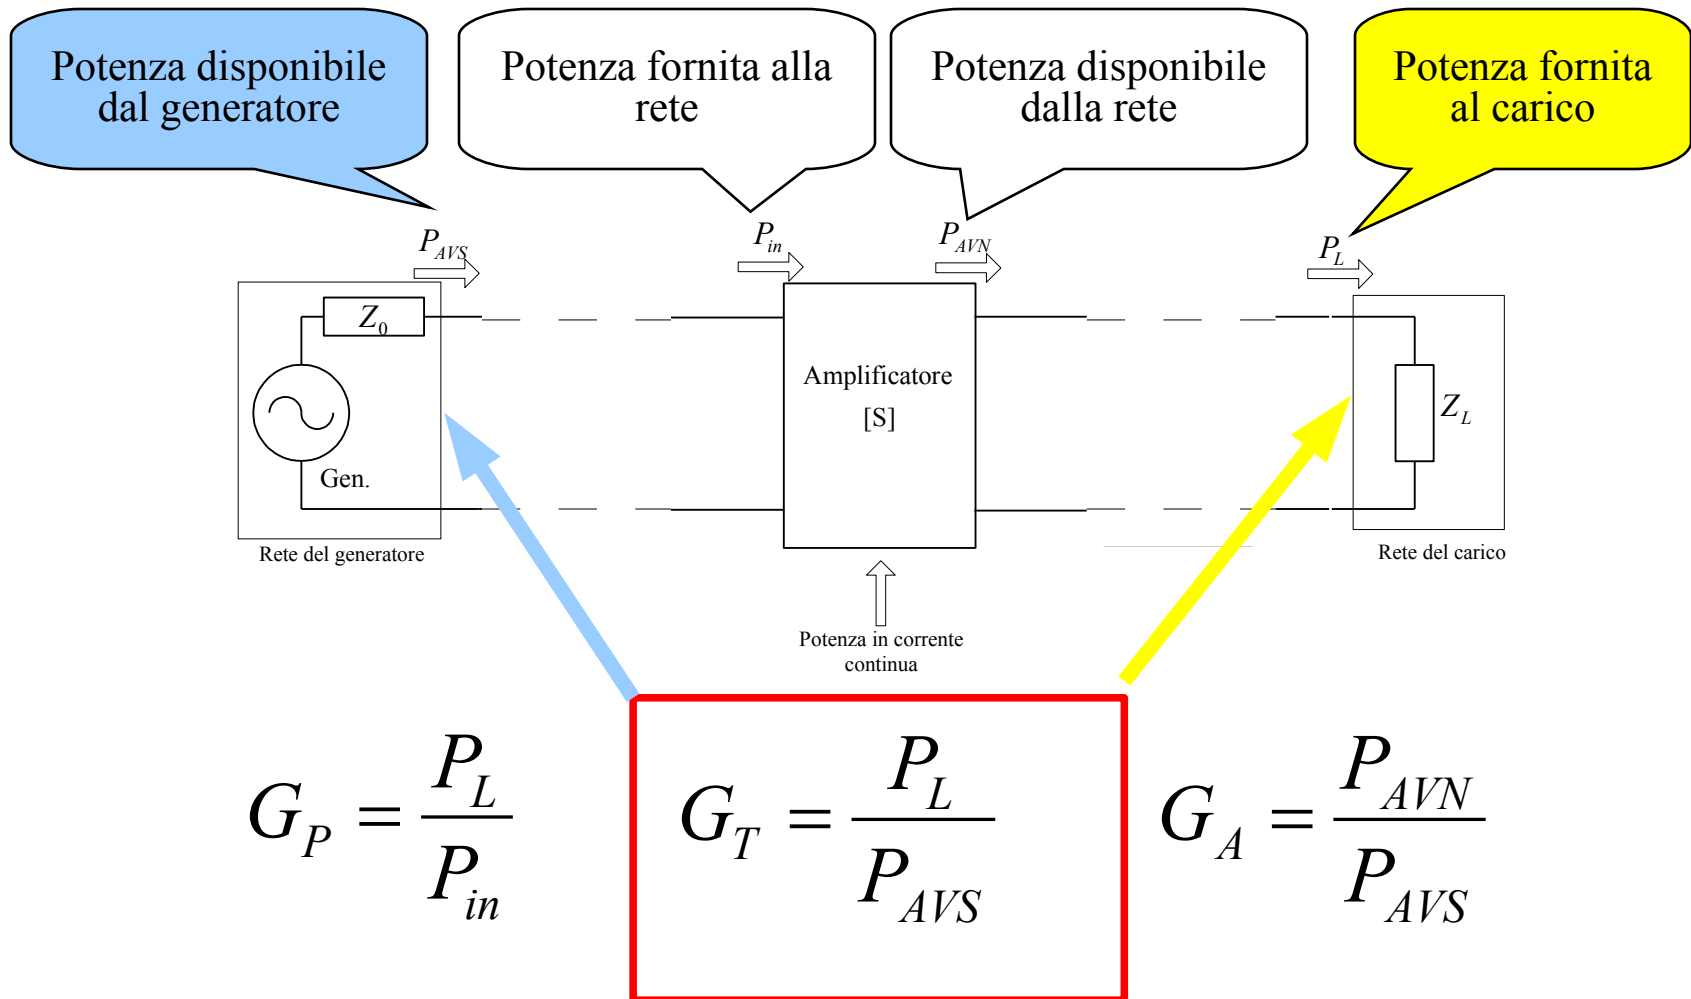 Potenza disponibile
dal generatore
Potenza fornita alla
rete
Potenza disponibile
dalla rete
Potenza fornita
al carico
P_AVS
P_in
P_AVN
P_L
Z_0
Amplificatore
[S]
Z_L
Gen.
Rete del generatore
Rete del carico
Potenza in corrente
continua
G_P = P_L / P_in
G_T = P_L / P_AVS
G_A = P_AVN / P_AVS